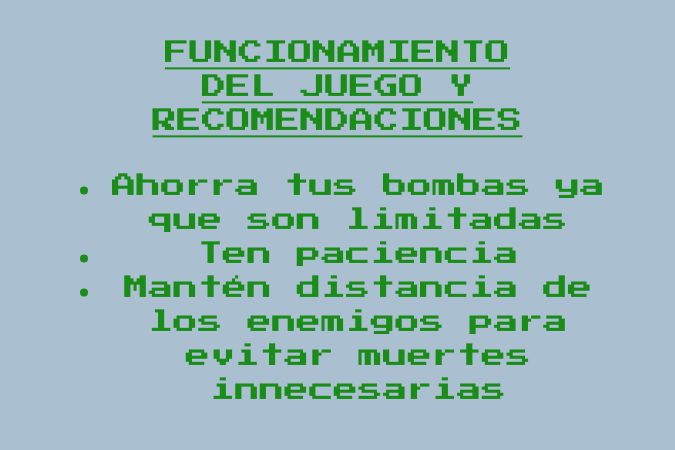 FUNCIONAMIENTO
DEL JUEGO Y
RECOMENDACIONES
• Ahorra tus bombas ya
que son limitadas
• Ten paciencia
• Mantén distancia de
los enemigos para
evitar muertes
innecesarias